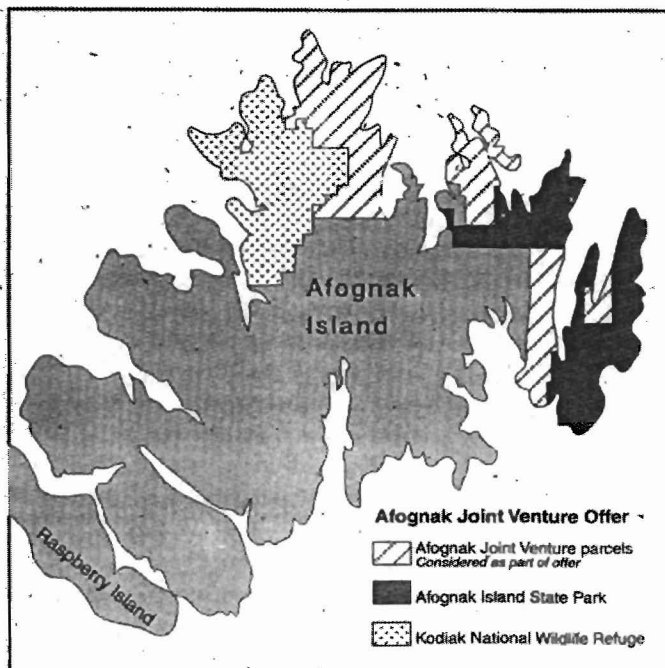 Afognak
Island
Raspberry Island
Afognak Joint Venture Offer
Afognak Joint Venture parcels
Considered as part of offer
Afognak Island State Park
Kodiak National Wildlife Refuge